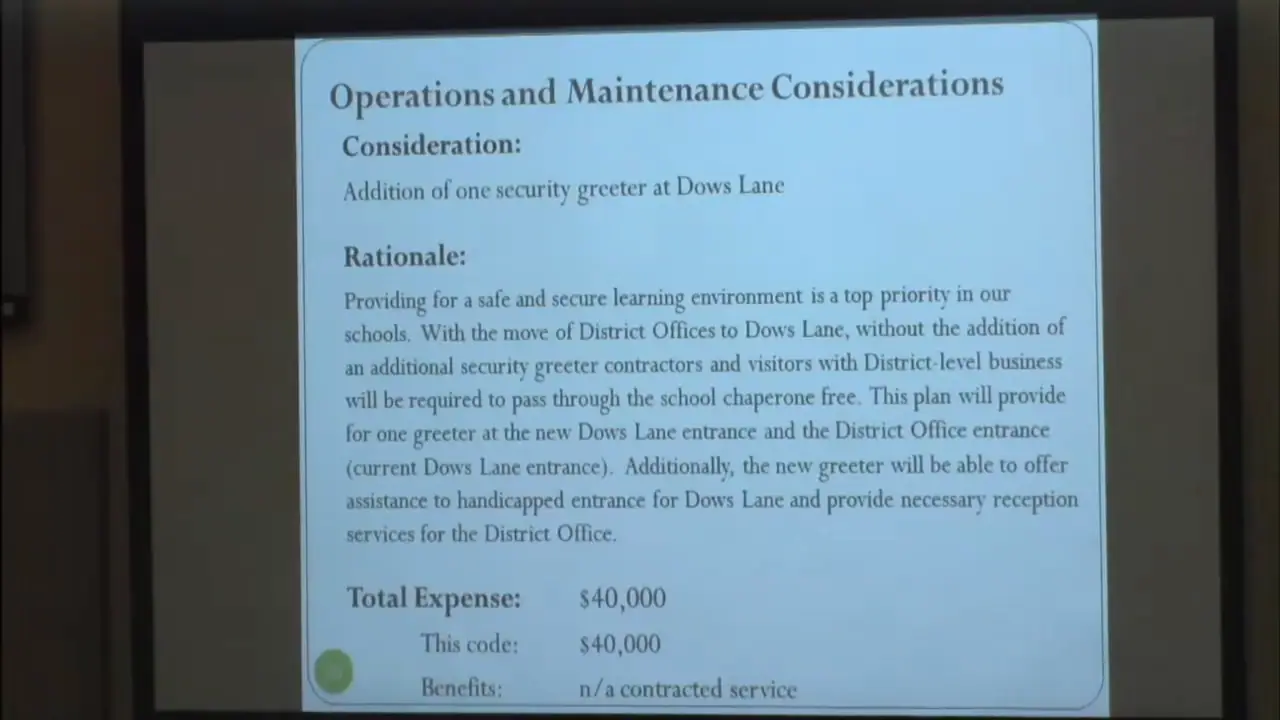 Operations and Maintenance Considerations
Consideration:
Addition of one security greeter at Dows Lane
Rationale:
Providing for a safe and secure learning environment is a top priority in our
schools. With the move of District Offices to Dows Lane, without the addition of
an additional security greeter contractors and visitors with District-level business
will be required to pass through the school chaperone free. This plan will provide
for one greeter at the new Dows Lane entrance and the District Office entrance
(current Dows Lane entrance). Additionally, the new greeter will be able to offer
assistance to handicapped entrance for Dows Lane and provide necessary reception
services for the District Office.
Total Expense: $40,000
This code: $40,000
Benefits: n/a contracted service